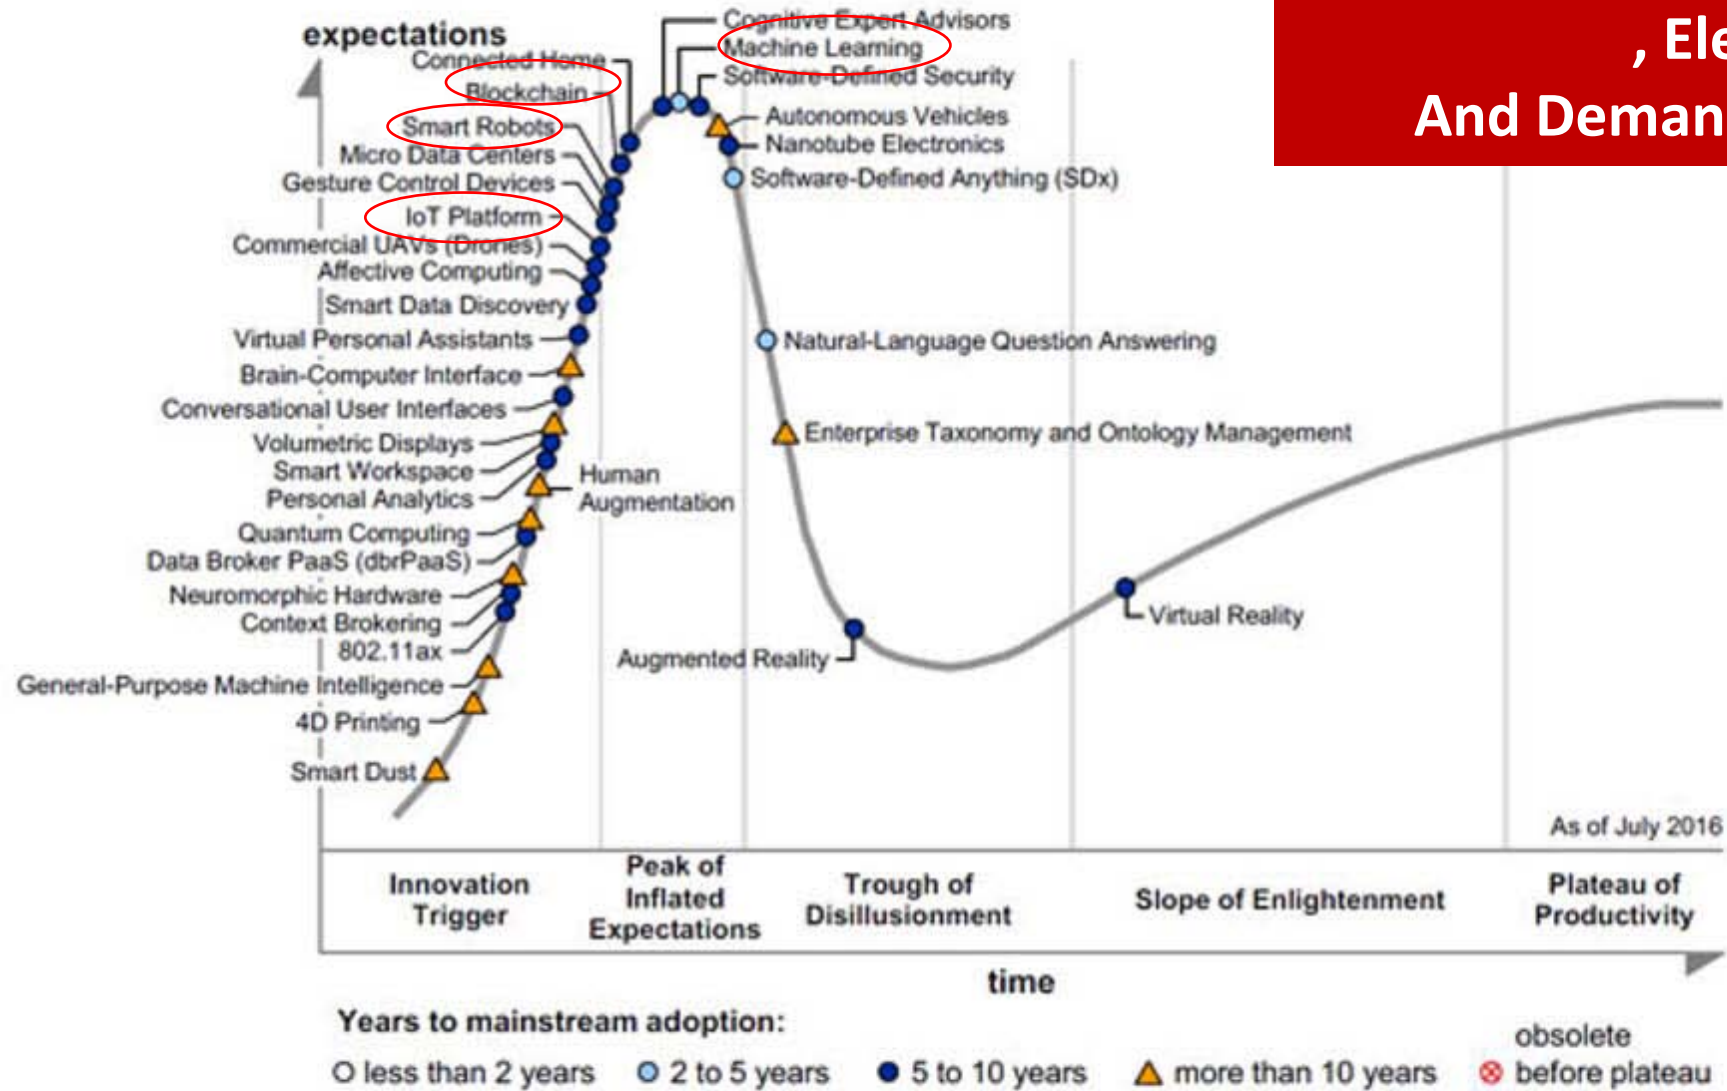 expectations
Cognitive Expert Advisors
Machine Learning
Software-Defined Security
Connected Home
Blockchain
Smart Robots
Micro Data Centers
Gesture Control Devices
IoT Platform
Commercial UAVs (Drones)
Affective Computing
Smart Data Discovery
Virtual Personal Assistants
Brain-Computer Interface
Conversational User Interfaces
Volumetric Displays
Smart Workspace
Personal Analytics
Quantum Computing
Data Broker PaaS (dbrPaaS)
Neuromorphic Hardware
Context Brokering
802.11ax
General-Purpose Machine Intelligence
4D Printing
Smart Dust
Human
Augmentation
Autonomous Vehicles
Nanotube Electronics
Software-Defined Anything (SDx)
Natural-Language Question Answering
Enterprise Taxonomy and Ontology Management
Augmented Reality
Virtual Reality
, Ele
And Deman
As of July 2016
Innovation
Trigger
Peak of
Inflated
Expectations
Trough of
Disillusionment
Slope of Enlightenment
Plateau of
Productivity
time
Years to mainstream adoption:
less than 2 years
2 to 5 years
5 to 10 years
more than 10 years
obsolete
before plateau